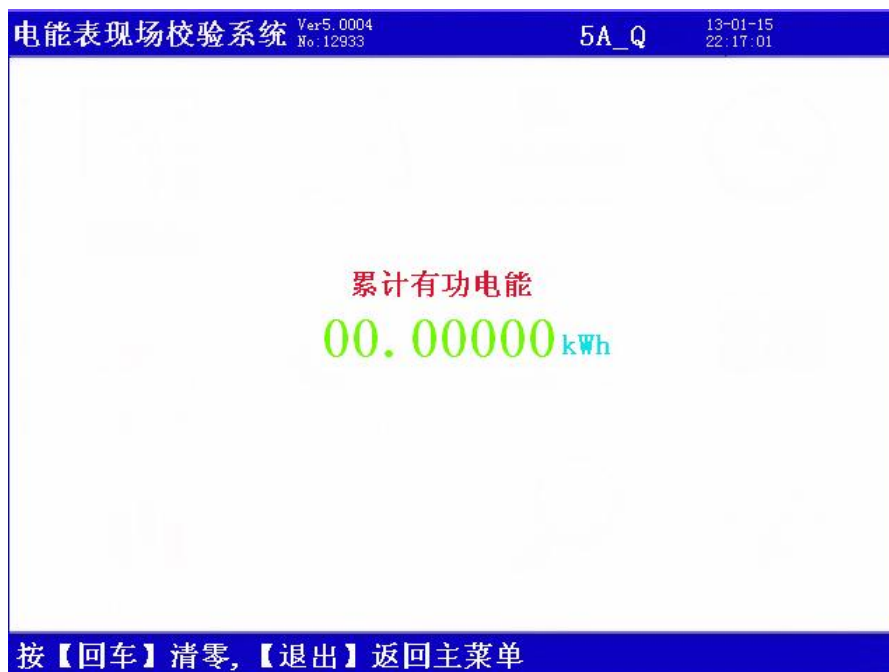 电能表现场校验系统 Ver5.0004
No:12933
5A_Q
13-01-15
22:17:01
累计有功电能
00.00000kWh
按【回车】清零,【退出】返回主菜单